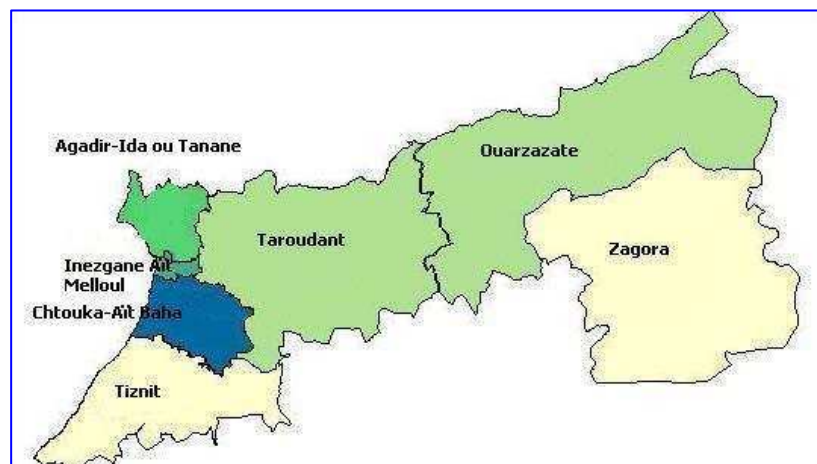 Ouarzazate
Agadir-Ida ou Tanane
Taroudant
Zagora
Inezgane Aït
Melloul
Chtouka-Aït Baha
Tiznit